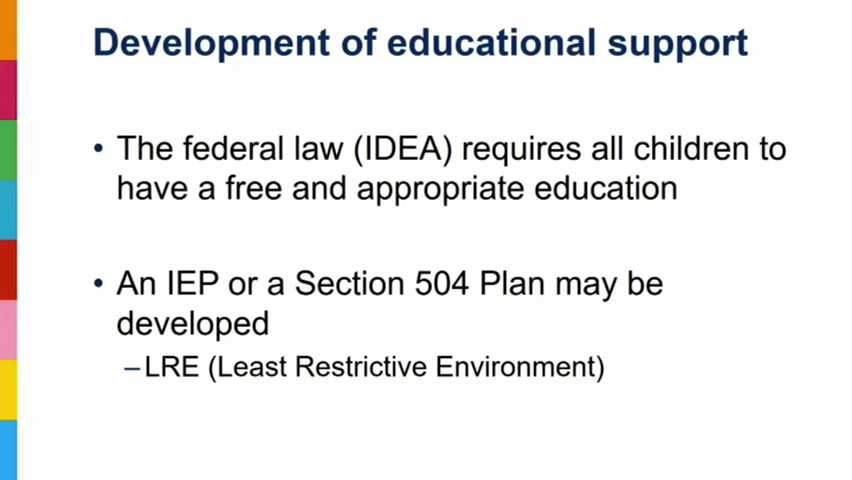 Development of educational support
• The federal law (IDEA) requires all children to
have a free and appropriate education
• An IEP or a Section 504 Plan may be
developed
–LRE (Least Restrictive Environment)